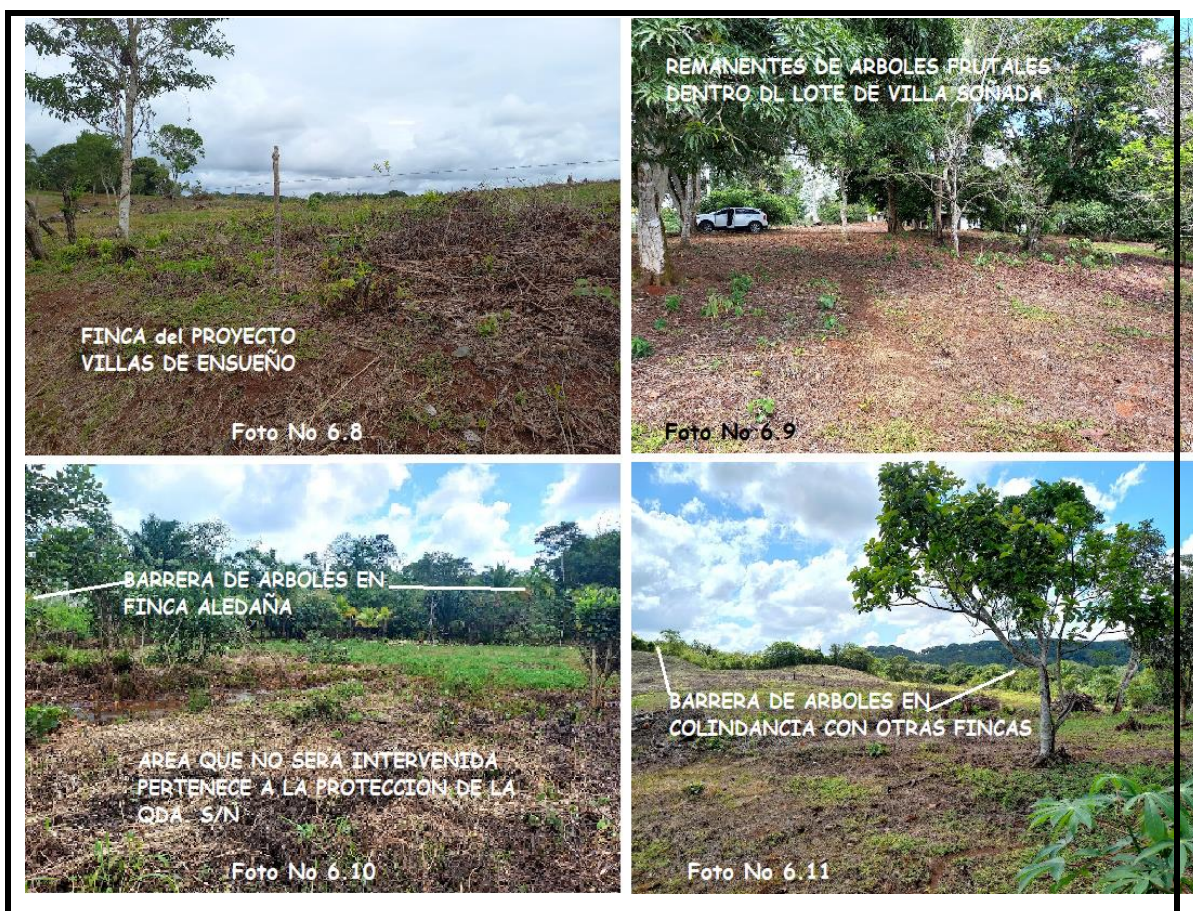 FINCA del PROYECTO
VILLAS DE ENSUEÑO
Foto No 6.8
REMANENTES DE ARBOLES FRUTALES
DENTRO DL LOTE DE VILLA SOÑADA
Foto No 6.9
BARRERA DE ARBOLES EN
FINCA ALEDAÑA
AREA QUE NO SERA INTERVENIDA
PERTENECE A LA PROTECCION DE LA
QDA S/N
Foto No 6.10
BARRERA DE ARBOLES EN
COLINDANCIA CON OTRAS FINCAS
Foto No 6.11